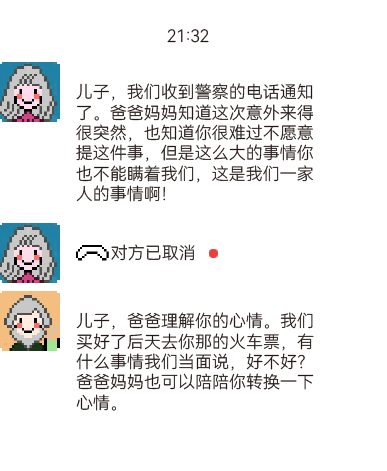 21:32
儿子，我们收到警察的电话通知
了。爸爸妈妈知道这次意外来得
很突然，也知道你很难过不愿意
提这件事，但是这么大的事情你
也不能瞒着我们，这是我们一家
人的事情啊！
对方已取消
儿子，爸爸理解你的心情。我们
买好了后天去你那的火车票，有
什么事情我们当面说，好不好？
爸爸妈妈也可以陪陪你转换一下
心情。